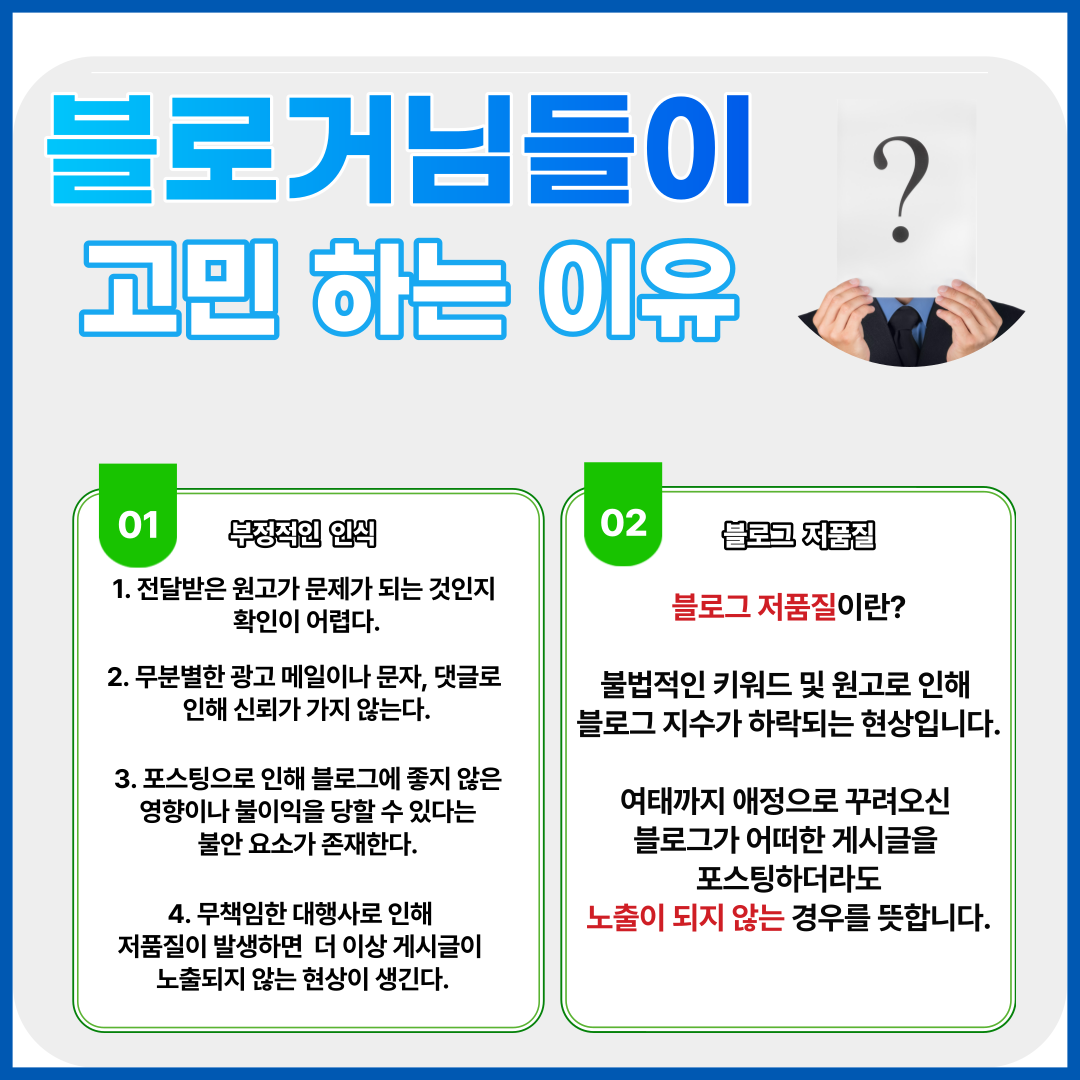 블로거님들이
고민 하는 이유
?
01
부정적인 인식
1. 전달받은 원고가 문제가 되는 것인지
확인이 어렵다.
2. 무분별한 광고 메일이나 문자, 댓글로
인해 신뢰가 가지 않는다.
3. 포스팅으로 인해 블로그에 좋지 않은
영향이나 불이익을 당할 수 있다는
불안 요소가 존재한다.
4. 무책임한 대행사로 인해
저품질이 발생하면 더 이상 게시글이
노출되지 않는 현상이 생긴다.
02
블로그 저품질
블로그 저품질이란?
불법적인 키워드 및 원고로 인해
블로그 지수가 하락되는 현상입니다.
여태까지 애정으로 꾸려오신
블로그가 어떠한 게시글을
포스팅하더라도
노출이 되지 않는 경우를 뜻합니다.